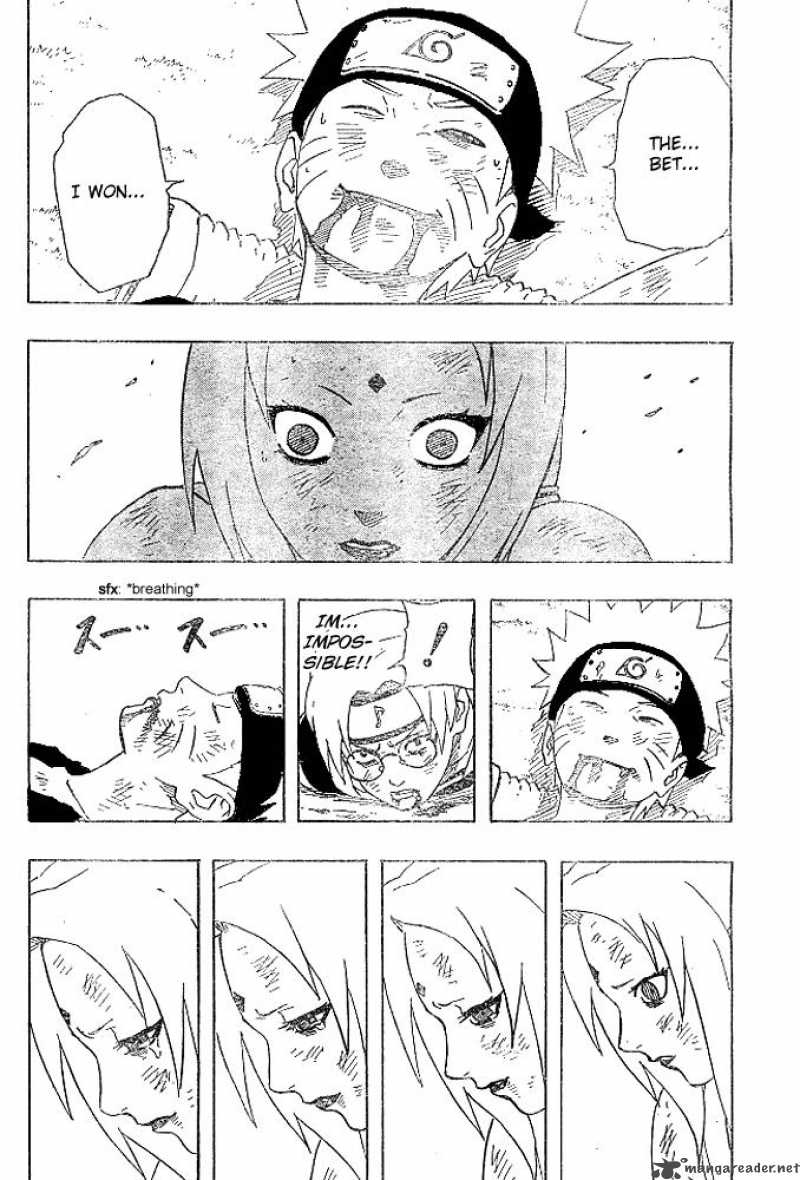 THE...
BET...
I WON...
sfx: *breathing*
!
IM...
IMPOS-
SIBLE!!
スー スー
mangareader.net